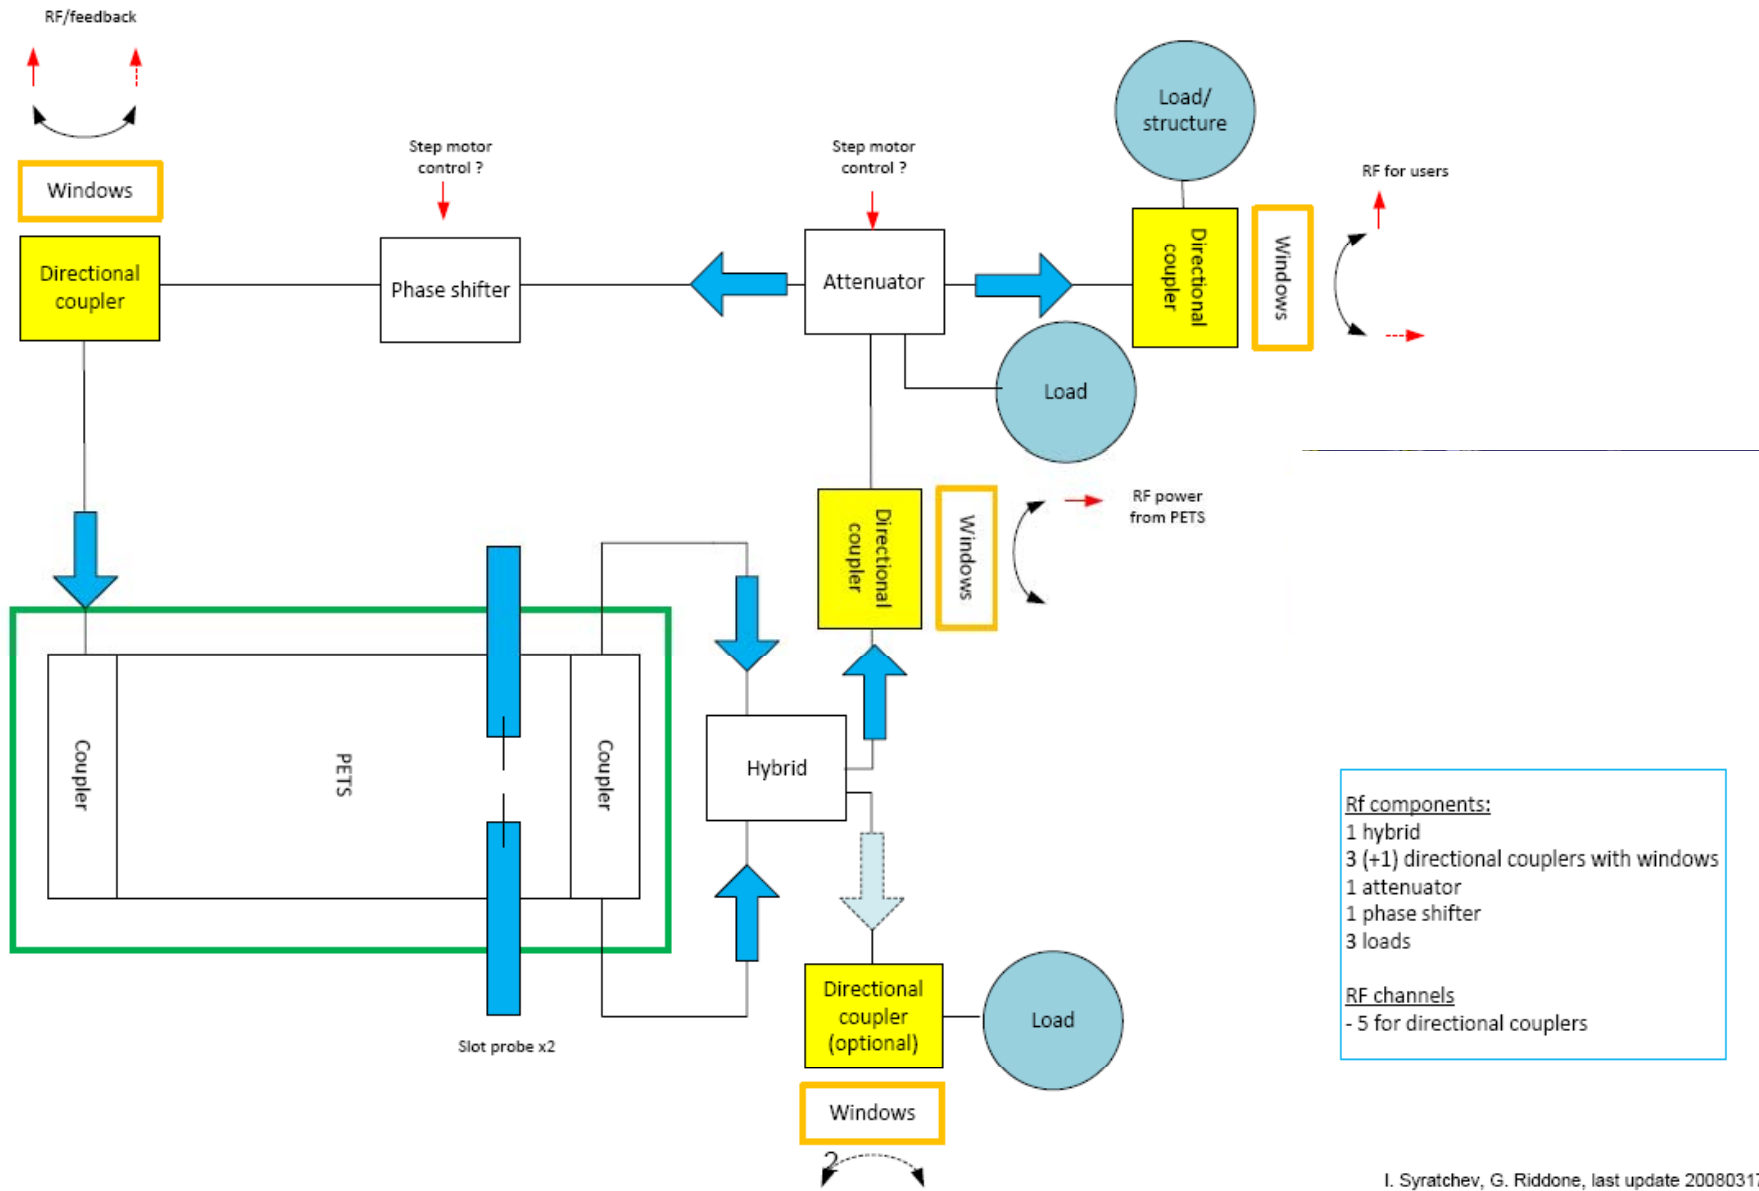 RF/feedback
Windows
Directional
coupler
Step motor
control ?
Phase shifter
Step motor
control ?
Attenuator
Load/
structure
Directional
coupler
Windows
RF for users
Load
Directional
coupler
Windows
RF power
from PETS
Coupler
PETS
Coupler
Hybrid
Slot probe x2
Directional
coupler
(optional)
Load
Windows
2
Rf components:
1 hybrid
3 (+1) directional couplers with windows
1 attenuator
1 phase shifter
3 loads
RF channels
- 5 for directional couplers
I. Syratchev, G. Riddone, last update 20080317